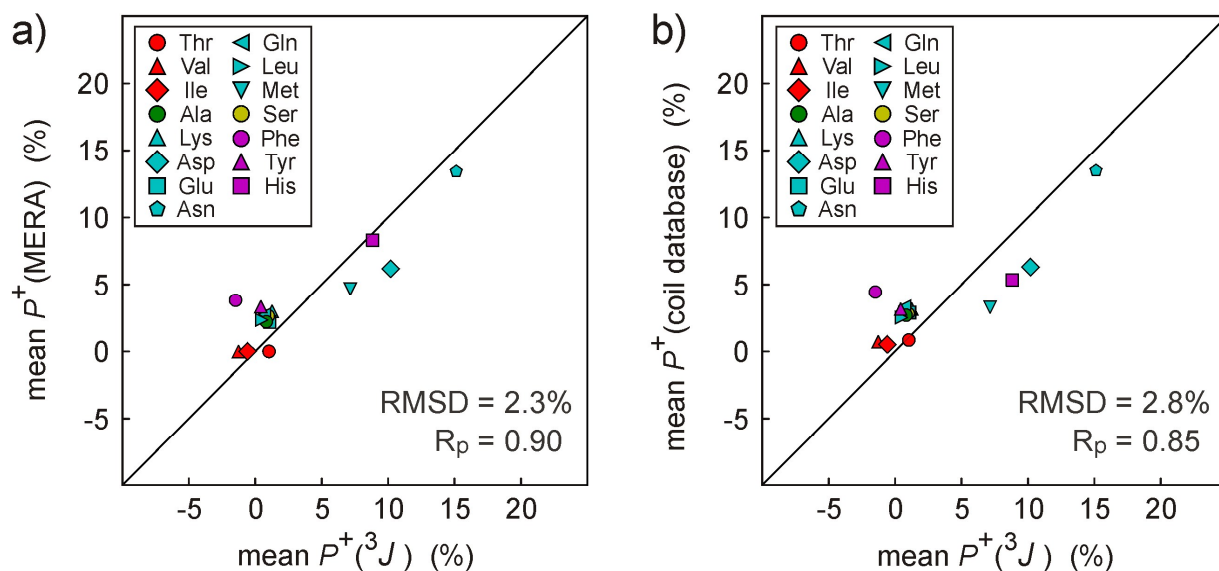 a)
Thr Gln
Val Leu
Ile Met
Ala Ser
Lys Phe
Asp Tyr
Glu His
Asn
20
15
10
5
0
-5
mean P⁺(MERA) (%)
RMSD = 2.3%
Rₚ = 0.90
-5 0 5 10 15 20
mean P⁺(³J) (%)
b)
Thr Gln
Val Leu
Ile Met
Ala Ser
Lys Phe
Asp Tyr
Glu His
Asn
20
15
10
5
0
-5
mean P⁺(coil database) (%)
RMSD = 2.8%
Rₚ = 0.85
-5 0 5 10 15 20
mean P⁺(³J) (%)